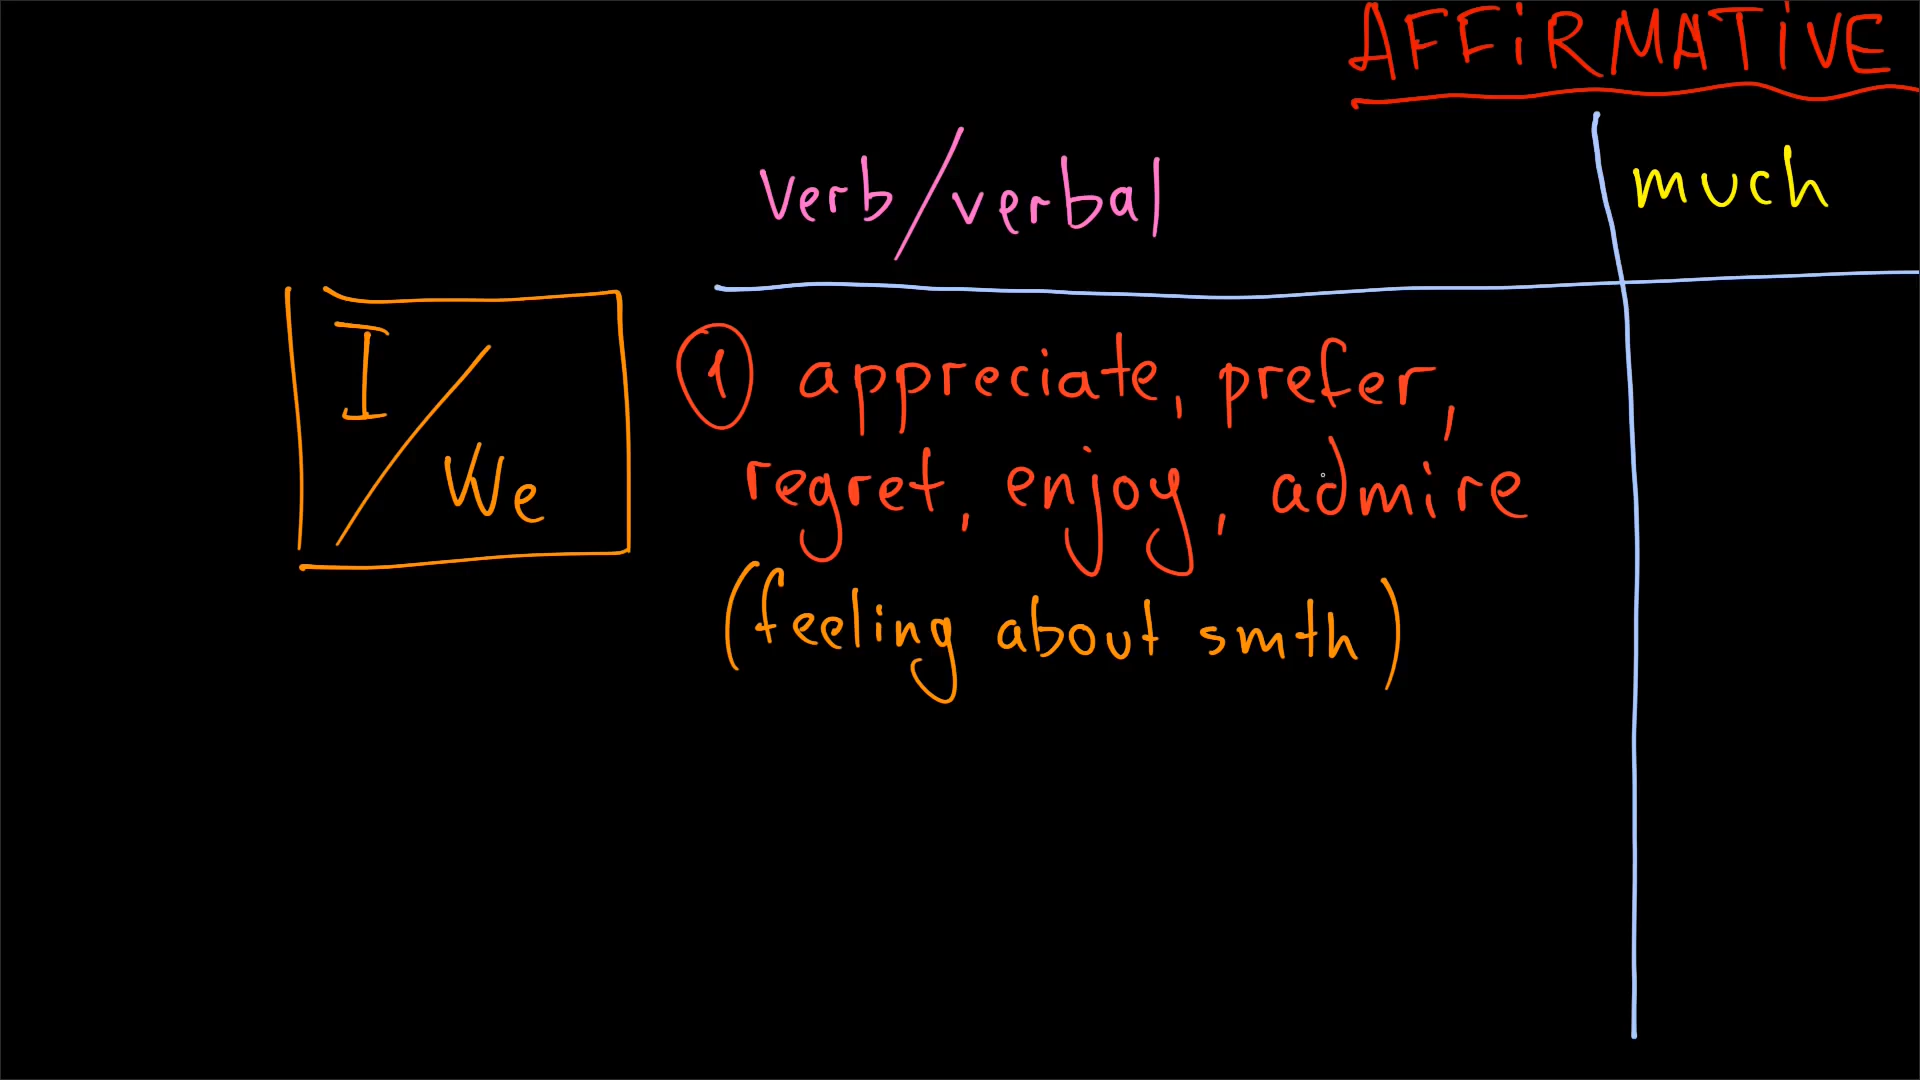 AFFiRMATiVE
verb/verbal
much
I/We
① appreciate, prefer,
regret, enjoy, admire
(feeling about smth)